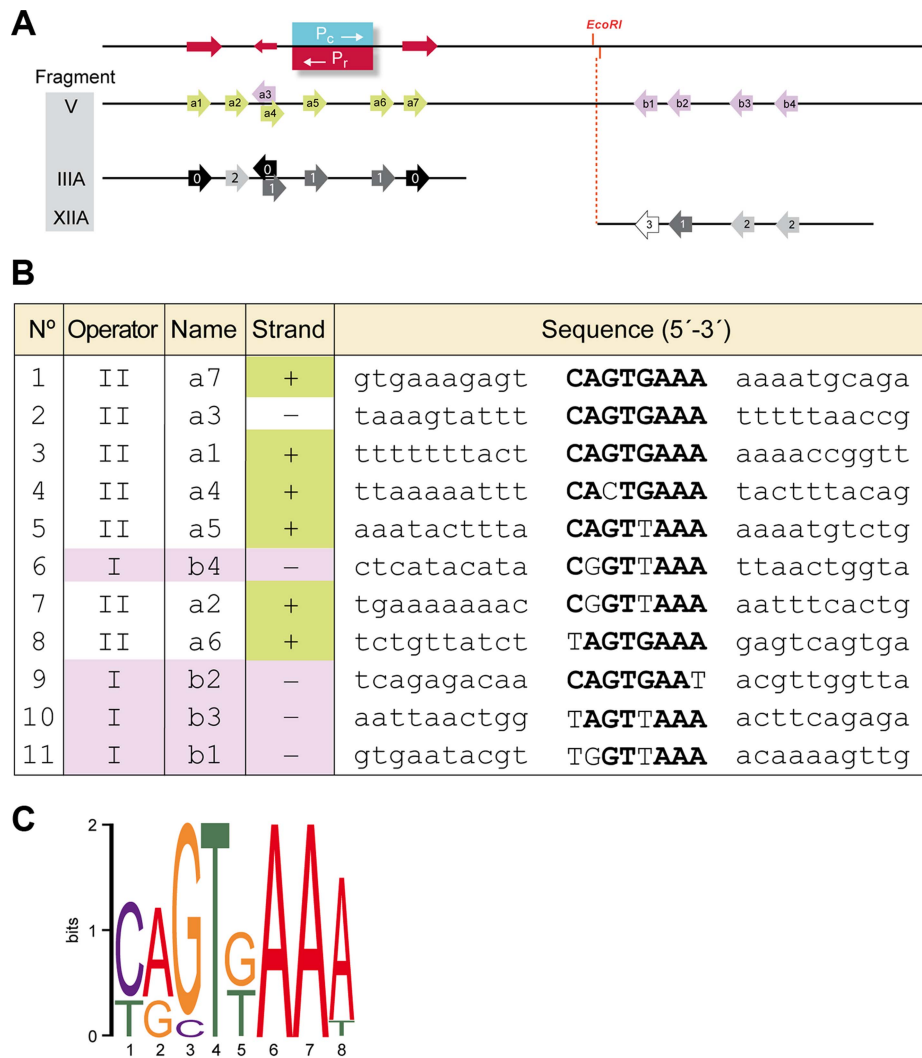 A
EcoRI
Pc →
← Pr
Fragment
V a1 a2 a3 a4 a5 a6 a7 b1 b2 b3 b4
IIIA 0 2 0 1 1 1 0
XIIA 3 1 2 2
B
Nº Operator Name Strand Sequence (5´-3´)
1 II a7 + gtgaaagagt CAGTGAAA aaaatgcaga
2 II a3 – taaagtattt CAGTGAAA tttttaaccg
3 II a1 + tttttttact CAGTGAAA aaaaccggtt
4 II a4 + ttaaaaattt CACTGAAA tactttacag
5 II a5 + aaatacttta CAGTTAAA aaaatgtctg
6 I b4 – ctcatacata CGGTTAAA ttaactggta
7 II a2 + tgaaaaaaac CGGTTAAA aatttcactg
8 II a6 + tctgttatct TAGTGAAA gagtcagtga
9 I b2 – tcagagacaa CAGTGAAT acgttggtta
10 I b3 – aattaactgg TAGTTAAA acttcagaga
11 I b1 – gtgaatacgt TGGTTAAA acaaaagttg
C
2
bits
1
0
CAGTGAAA
TGCTT
1 2 3 4 5 6 7 8